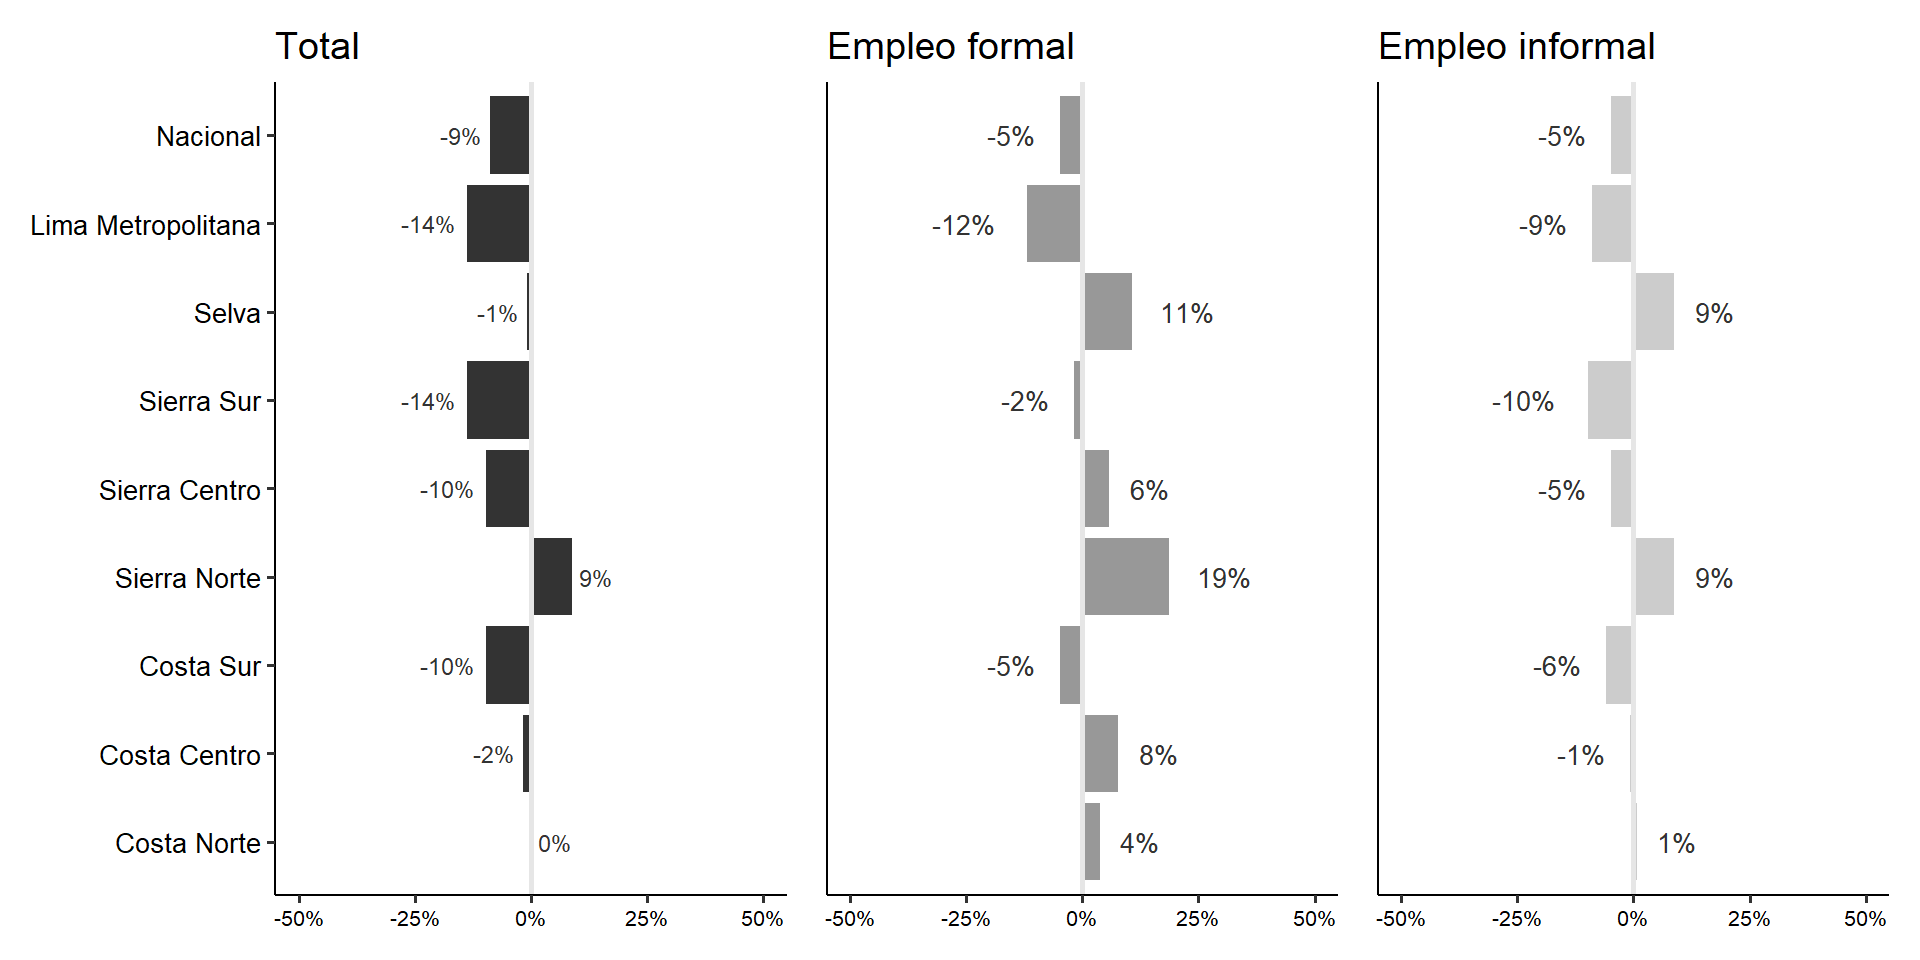 Total Empleo formal Empleo informal
Nacional -9% -5% -5%
Lima Metropolitana -14% -12% -9%
Selva -1% 11% 9%
Sierra Sur -14% -2% -10%
Sierra Centro -10% 6% -5%
Sierra Norte 9% 19% 9%
Costa Sur -10% -5% -6%
Costa Centro -2% 8% -1%
Costa Norte 0% 4% 1%
-50% -25% 0% 25% 50% -50% -25% 0% 25% 50% -50% -25% 0% 25% 50%